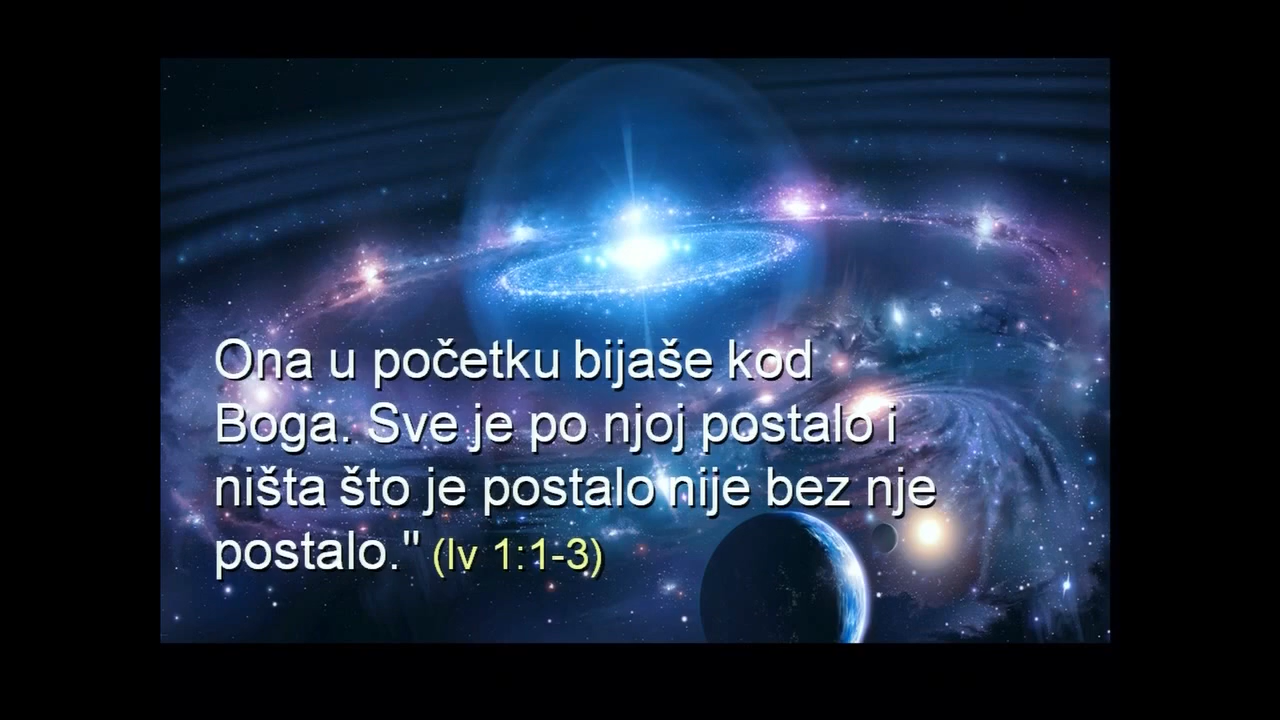 Ona u početku bijaše kod
Boga. Sve je po njoj postalo i
ništa što je postalo nije bez nje
postalo." (Iv 1:1-3)